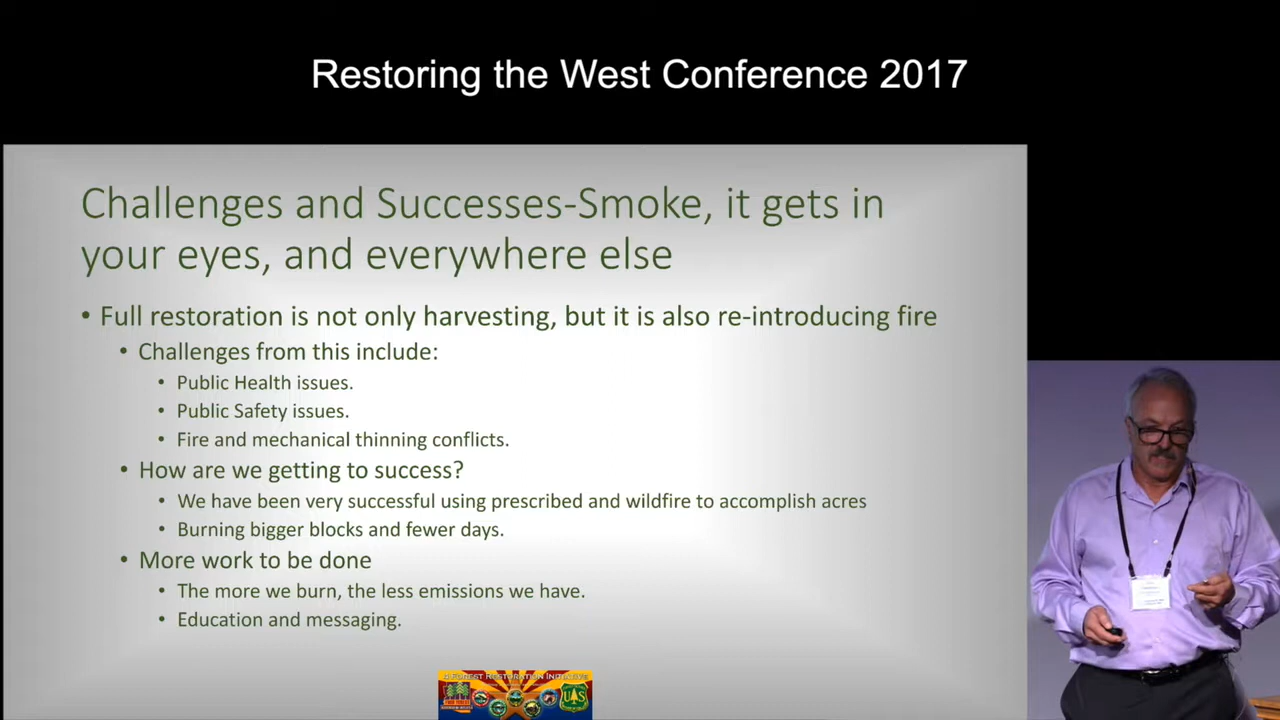 Restoring the West Conference 2017
Challenges and Successes-Smoke, it gets in
your eyes, and everywhere else
• Full restoration is not only harvesting, but it is also re-introducing fire
• Challenges from this include:
• Public Health issues.
• Public Safety issues.
• Fire and mechanical thinning conflicts.
• How are we getting to success?
• We have been very successful using prescribed and wildfire to accomplish acres
• Burning bigger blocks and fewer days.
• More work to be done
• The more we burn, the less emissions we have.
• Education and messaging.
Forest Restoration Initiative